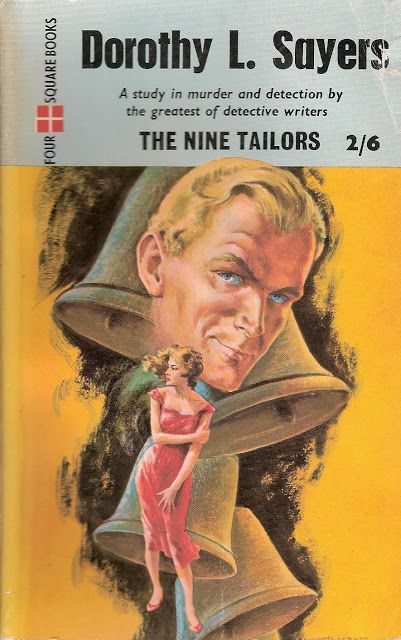 Dorothy L. Sayers
A study in murder and detection by
the greatest of detective writers
THE NINE TAILORS 2/6
FOUR SQUARE BOOKS